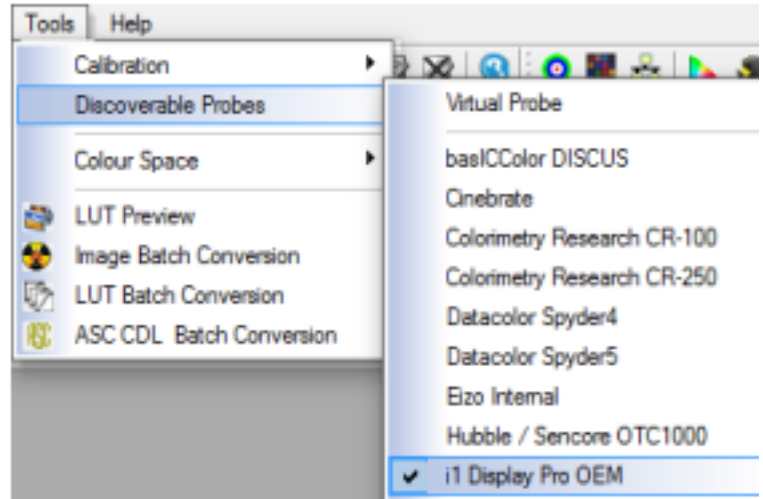 Tools Help
Calibration
Discoverable Probes
Colour Space
LUT Preview
Image Batch Conversion
LUT Batch Conversion
ASC CDL Batch Conversion
Virtual Probe
basICColor DISCUS
Cinebrate
Colorimetry Research CR-100
Colorimetry Research CR-250
Datacolor Spyder4
Datacolor Spyder5
Eizo Internal
Hubble / Sencore OTC1000
i1 Display Pro OEM